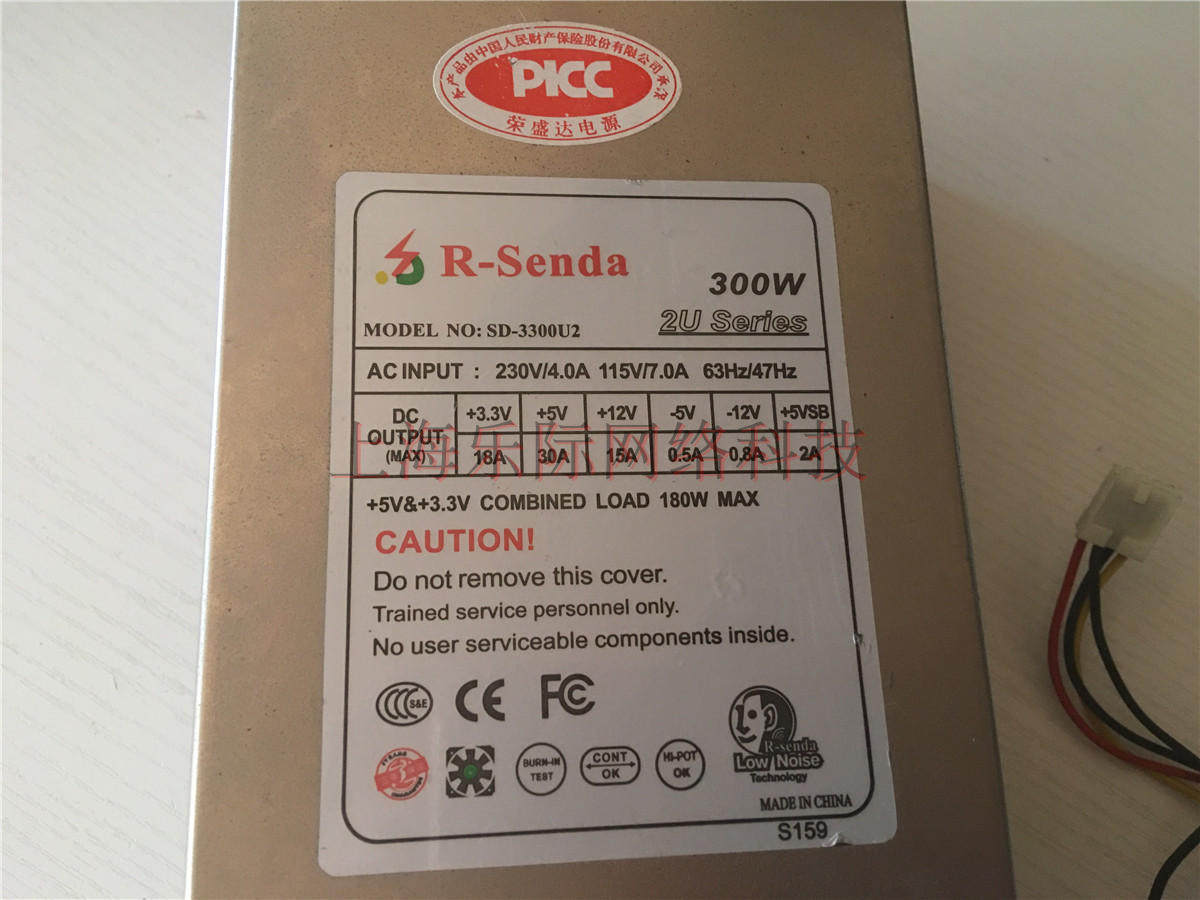 本产品由中国人民财产保险股份有限公司承保
PICC
荣盛达电源
R-Senda
300W
MODEL NO: SD-3300U2
2U Series
AC INPUT : 230V/4.0A 115V/7.0A 63Hz/47Hz
DC OUTPUT (MAX)
+3.3V +5V +12V -5V -12V +5VSB
18A 30A 15A 0.5A 0.8A 2A
上海乐际网络科技
+5V&+3.3V COMBINED LOAD 180W MAX
CAUTION!
Do not remove this cover.
Trained service personnel only.
No user serviceable components inside.
CCC S&E CE FC
BURN-IN TEST
CONT OK
HI-POT OK
R-senda
Low Noise
Technology
MADE IN CHINA
S159